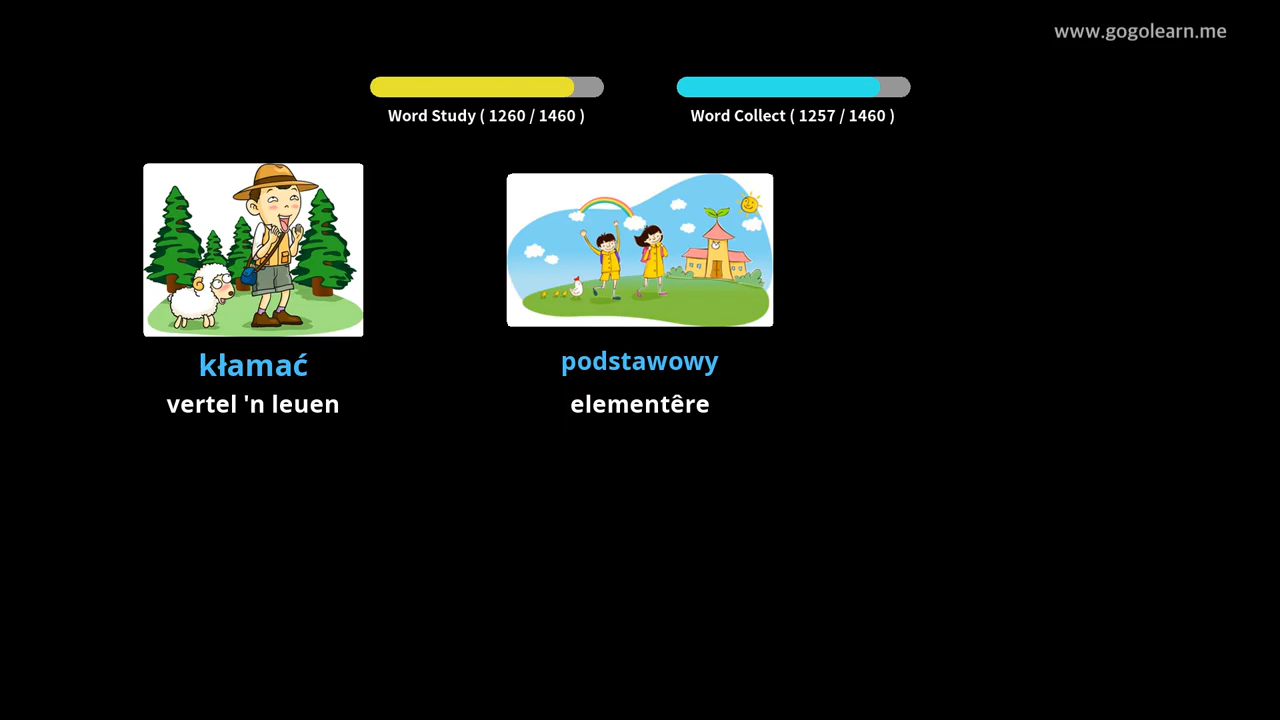 www.gogolearn.me
Word Study ( 1260 / 1460 )
Word Collect ( 1257 / 1460 )
kłamać
vertel 'n leuen
podstawowy
elementêre